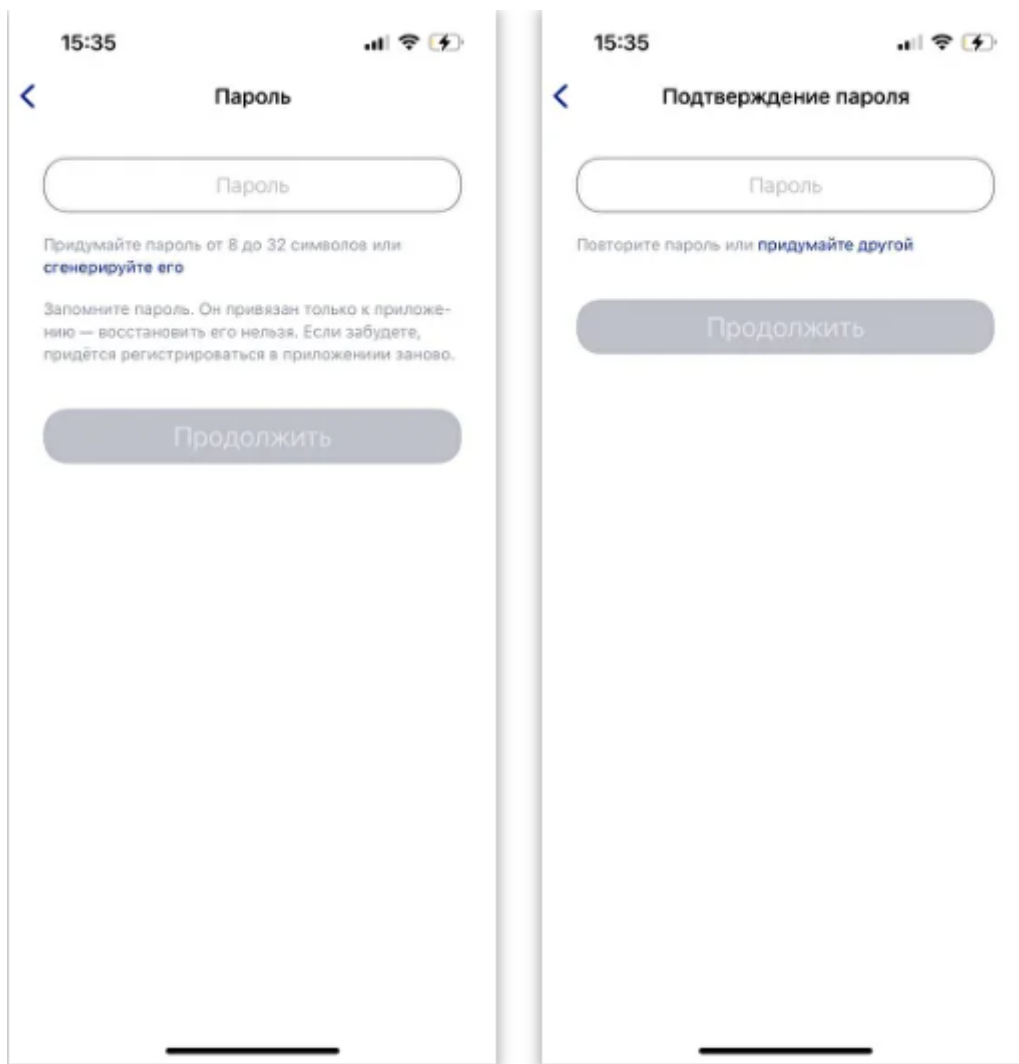 15:35
Пароль
Пароль
Придумайте пароль от 8 до 32 символов или
сгенерируйте его
Запомните пароль. Он привязан только к приложе-
нию — восстановить его нельзя. Если забудете,
придётся регистрироваться в приложениии заново.
Продолжить
15:35
Подтверждение пароля
Пароль
Повторите пароль или придумайте другой
Продолжить